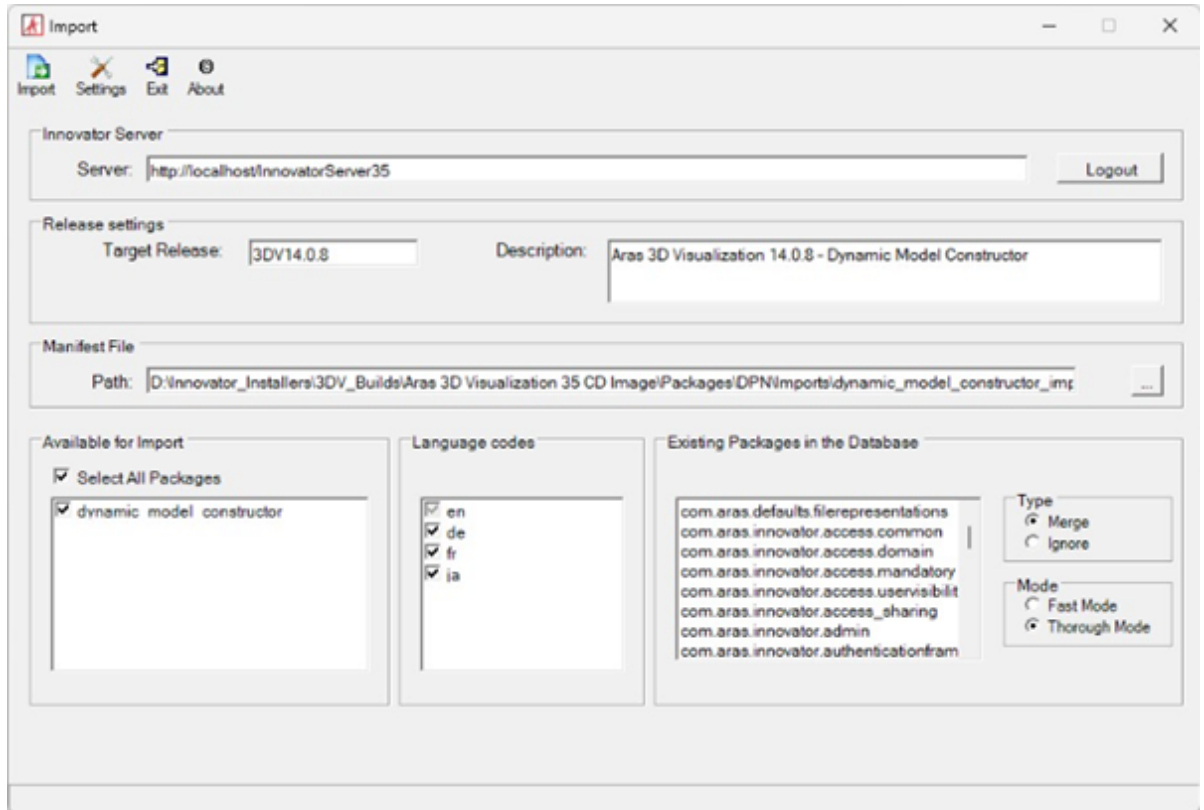 Import
Import Settings Exit About
Innovator Server
Server: http://localhost/InnovatorServer35 Logout
Release settings
Target Release: 3DV14.0.8 Description: Aras 3D Visualization 14.0.8 - Dynamic Model Constructor
Manifest File
Path: D:\Innovator_Installers\3DV_Builds\Aras 3D Visualization 35 CD Image\Packages\DPN\Imports\dynamic_model_constructor_imp ...
Available for Import
Select All Packages
dynamic_model_constructor
Language codes
en
de
fr
ja
Existing Packages in the Database
com.aras.defaults.filerepresentations
com.aras.innovator.access.common
com.aras.innovator.access.domain
com.aras.innovator.access.mandatory
com.aras.innovator.access.uservisibilit
com.aras.innovator.access_sharing
com.aras.innovator.admin
com.aras.innovator.authenticationfram
Type
Merge
Ignore
Mode
Fast Mode
Thorough Mode